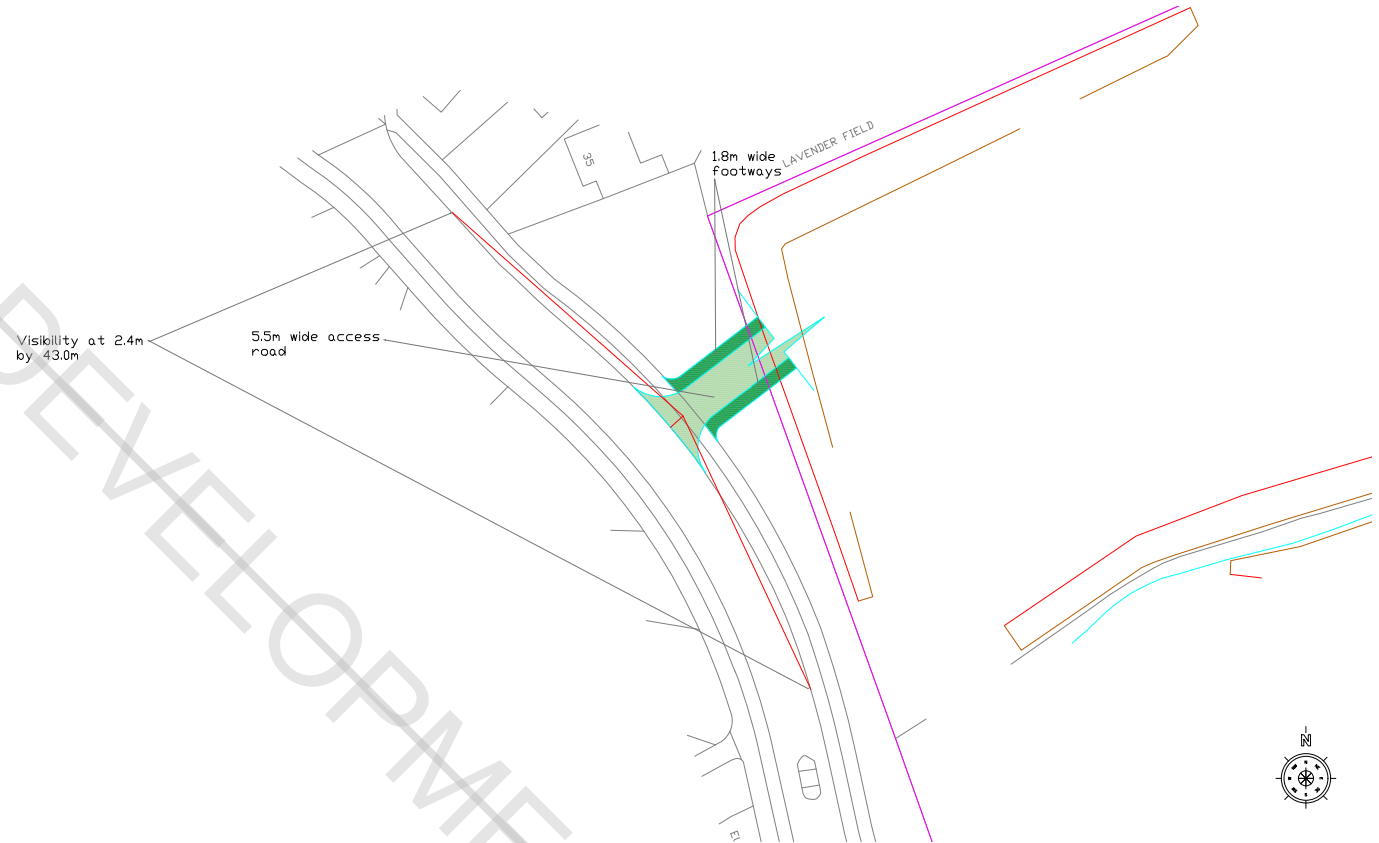 LAVENDER FIELD
35
1.8m wide
footways
Visibility at 2.4m
by 43.0m
5.5m wide access
road
DEVELOPME
N